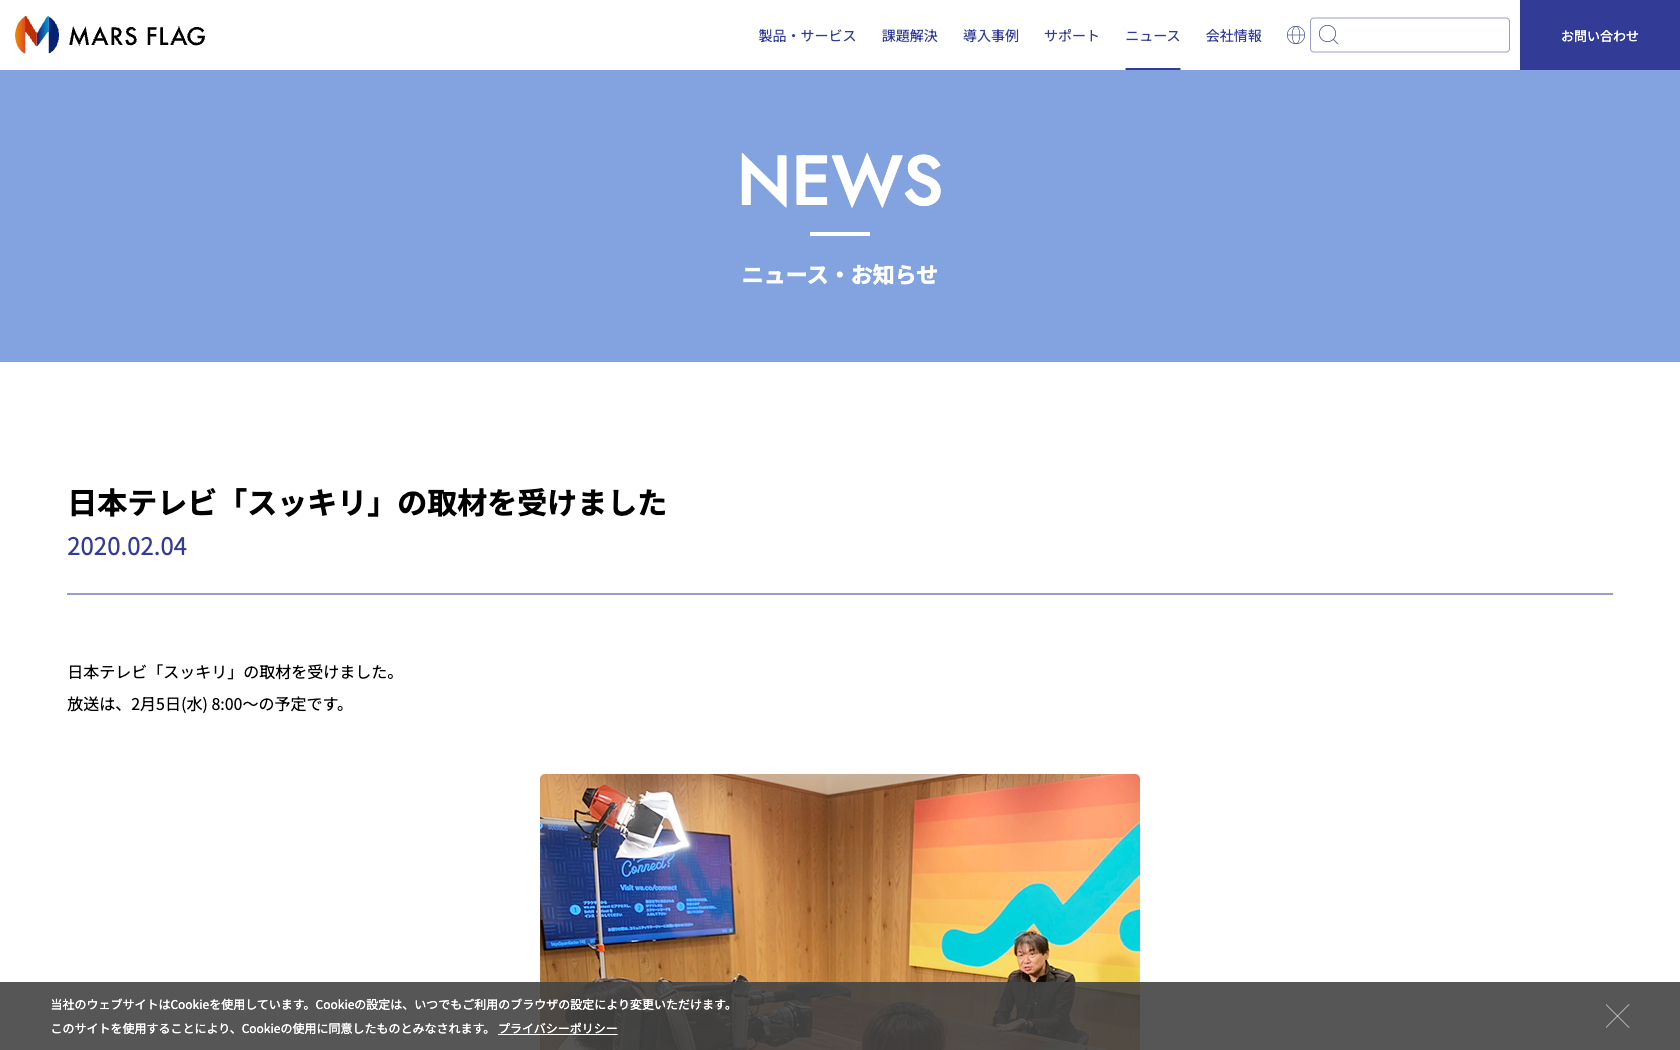 MARS FLAG
製品・サービス
課題解決
導入事例
サポート
ニュース
会社情報
お問い合わせ
NEWS
ニュース・お知らせ
日本テレビ「スッキリ」の取材を受けました
2020.02.04
日本テレビ「スッキリ」の取材を受けました。
放送は、2月5日(水) 8:00～の予定です。
Connect?
Visit we.co/connect
1
2
3
当社のウェブサイトはCookieを使用しています。Cookieの設定は、いつでもご利用のブラウザの設定により変更いただけます。
このサイトを使用することにより、Cookieの使用に同意したものとみなされます。 プライバシーポリシー